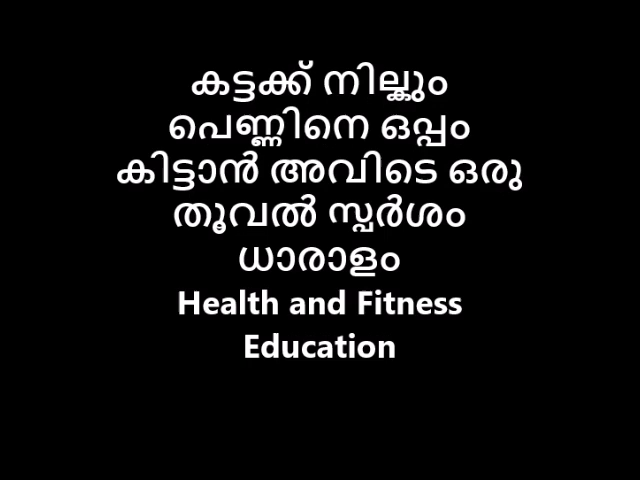 കട്ടക്ക് നില്കും
പെണ്ണിനെ ഒപ്പം
കിട്ടാൻ അവിടെ ഒരു
തൂവൽ സ്പർശം
ധാരാളം
Health and Fitness
Education